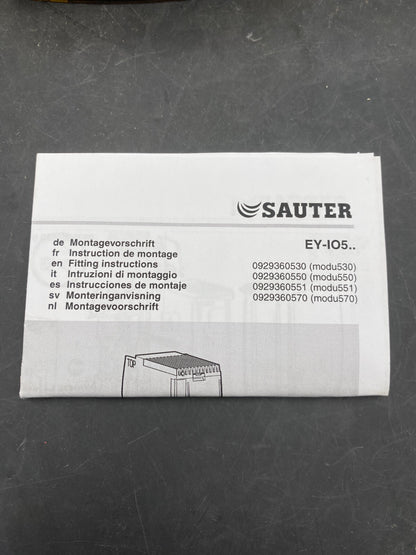 SAUTER
EY-IO5..
de Montagevorschrift
fr Instruction de montage
en Fitting instructions
it Intruzioni di montaggio
es Instrucciones de montaje
sv Monteringanvisning
nl Montagevoorschrift
0929360530 (modu530)
0929360550 (modu550)
0929360551 (modu551)
0929360570 (modu570)
TOP